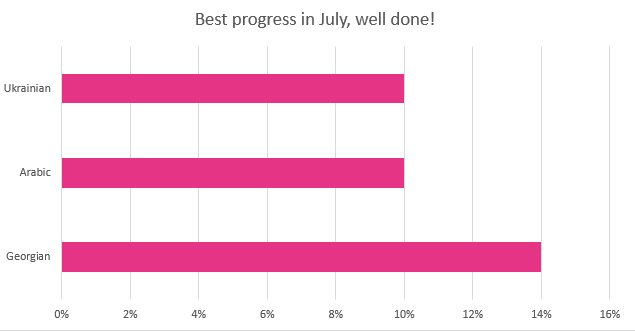 Best progress in July, well done!
Ukrainian
Arabic
Georgian
0% 2% 4% 6% 8% 10% 12% 14% 16%